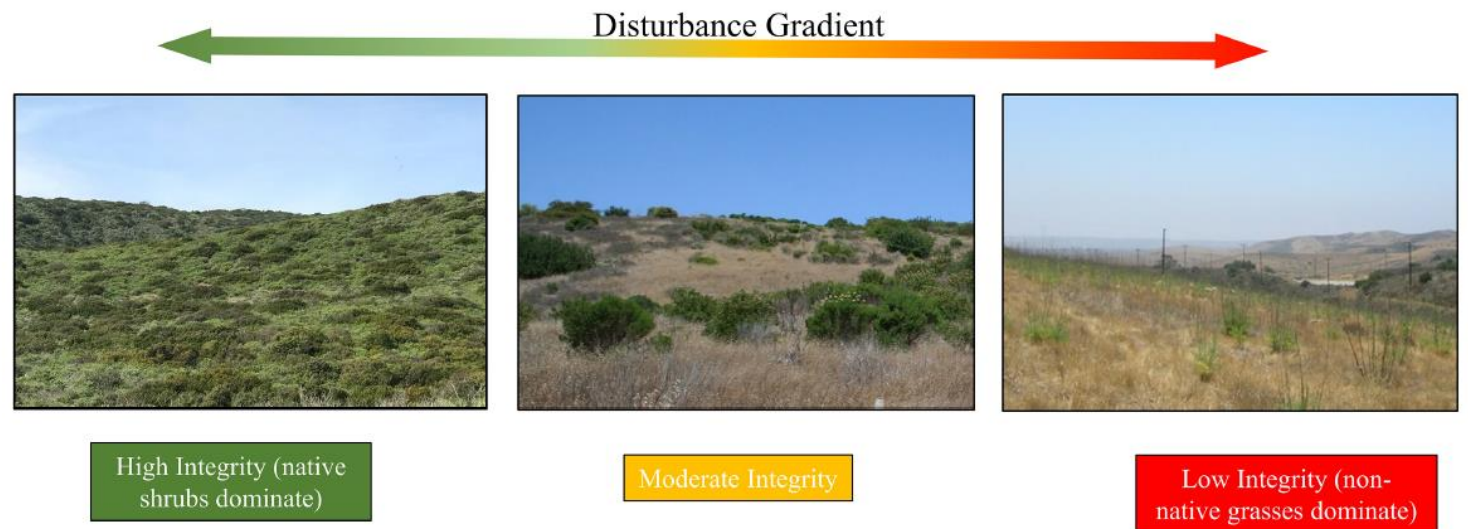 Disturbance Gradient
High Integrity (native
shrubs dominate)
Moderate Integrity
Low Integrity (non-
native grasses dominate)